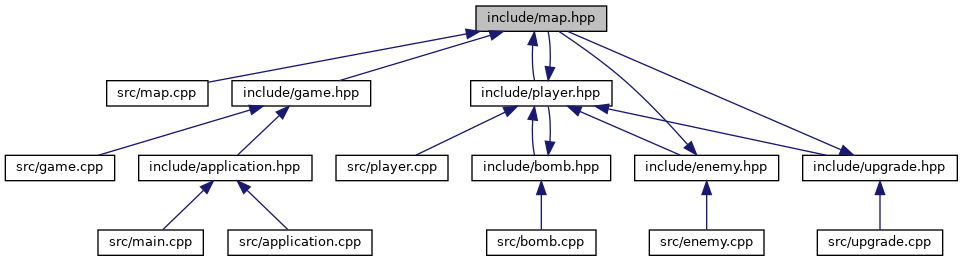 include/map.hpp
src/map.cpp
include/game.hpp
include/player.hpp
src/game.cpp
include/application.hpp
src/player.cpp
include/bomb.hpp
include/enemy.hpp
include/upgrade.hpp
src/main.cpp
src/application.cpp
src/bomb.cpp
src/enemy.cpp
src/upgrade.cpp